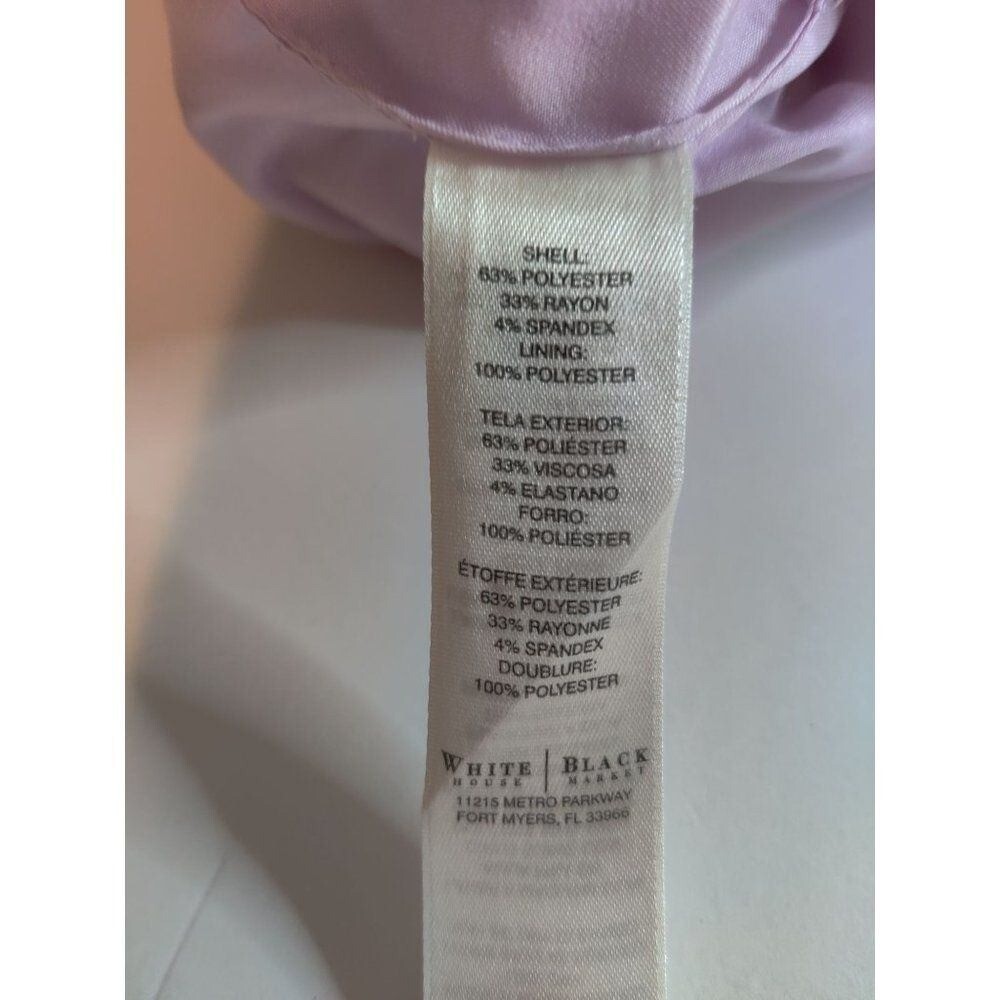 SHELL:
63% POLYESTER
33% RAYON
4% SPANDEX
LINING:
100% POLYESTER
TELA EXTERIOR:
63% POLIÉSTER
33% VISCOSA
4% ELASTANO
FORRO:
100% POLIÉSTER
ÉTOFFE EXTÉRIEURE:
63% POLYESTER
33% RAYONNE
4% SPANDEX
DOUBLURE:
100% POLYESTER
WHITE | BLACK
HOUSE MARKET
11215 METRO PARKWAY
FORT MYERS, FL 33966